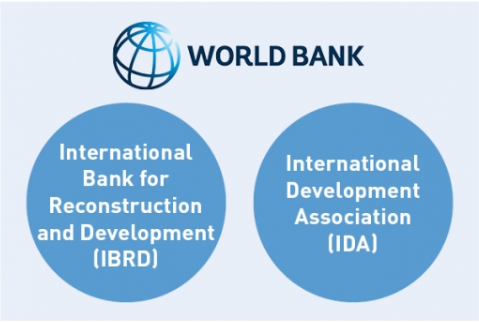 WORLD BANK
International
Bank for
Reconstruction
and Development
(IBRD)
International
Development
Association
(IDA)